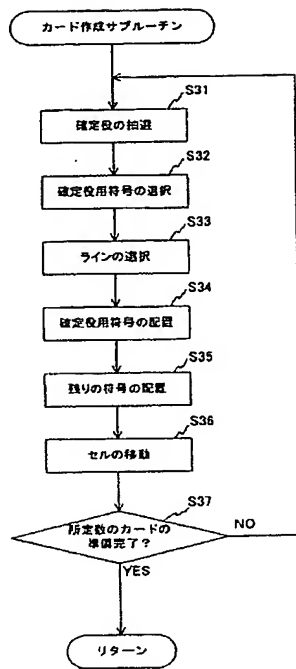 カード作成サブルーチン
S31
確定役の抽選
S32
確定役用符号の選択
S33
ラインの選択
S34
確定役用符号の配置
S35
残りの符号の配置
S36
セルの移動
S37
所定数のカードの
準備完了?
NO
YES
リターン